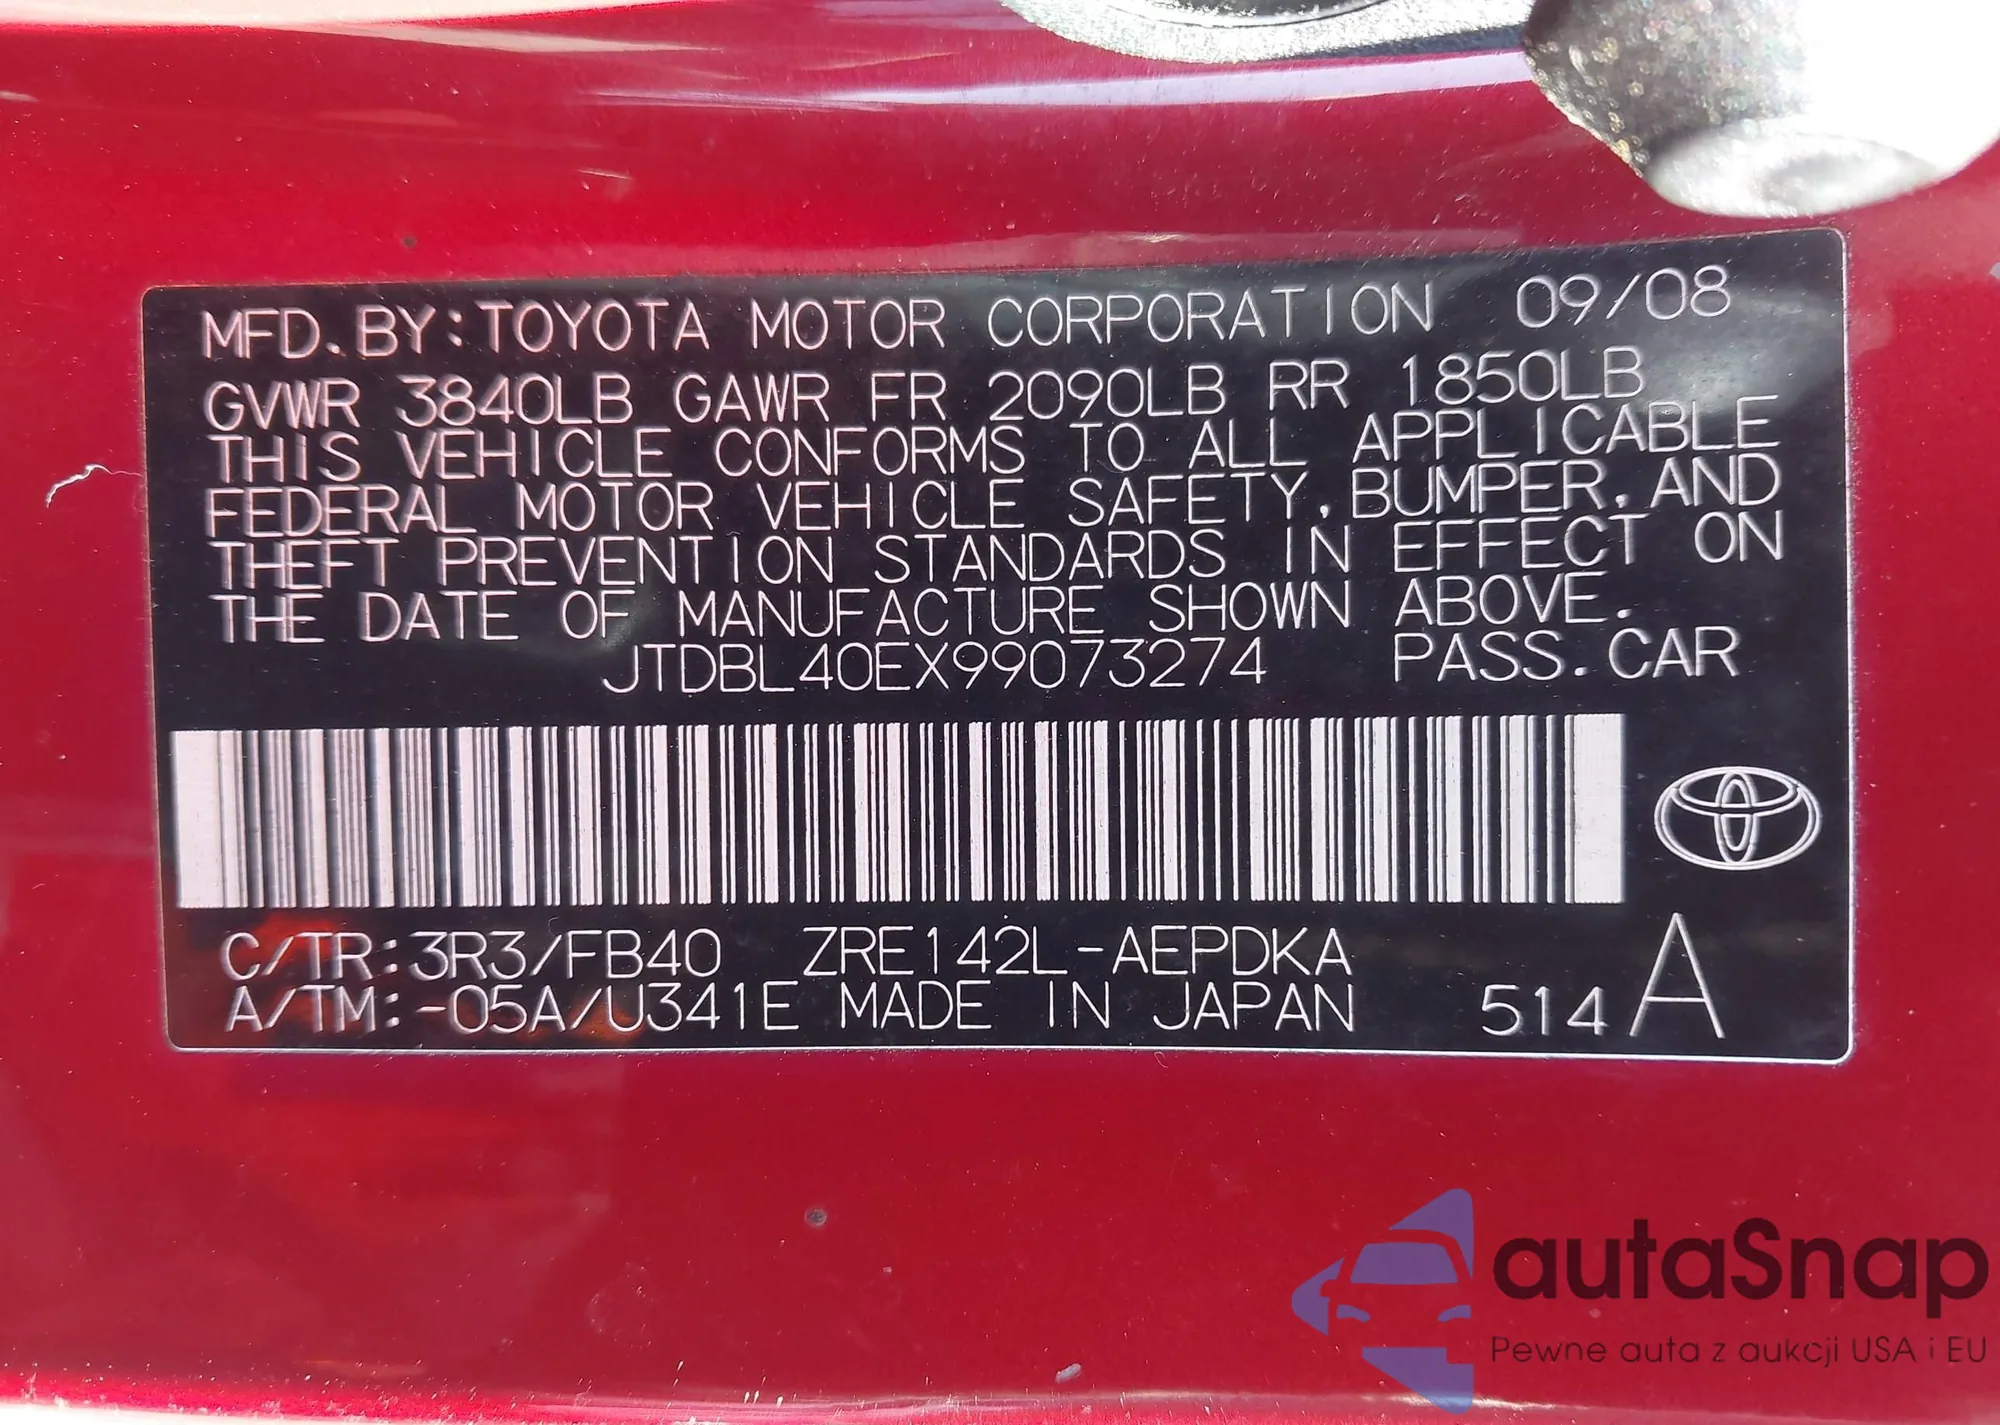 MFD. BY: TOYOTA MOTOR CORPORATION 09/08
GVWR 3840LB GAWR FR 2090LB RR 1850LB
THIS VEHICLE CONFORMS TO ALL APPLICABLE
FEDERAL MOTOR VEHICLE SAFETY, BUMPER, AND
THEFT PREVENTION STANDARDS IN EFFECT ON
THE DATE OF MANUFACTURE SHOWN ABOVE.
JTDBL40EX99073274 PASS. CAR
C/TR: 3R3/FB40 ZRE142L-AEPDKA
A/TM: -05A/U341E MADE IN JAPAN 514 A
autaSnap
Pewne auta z aukcji USA i EU